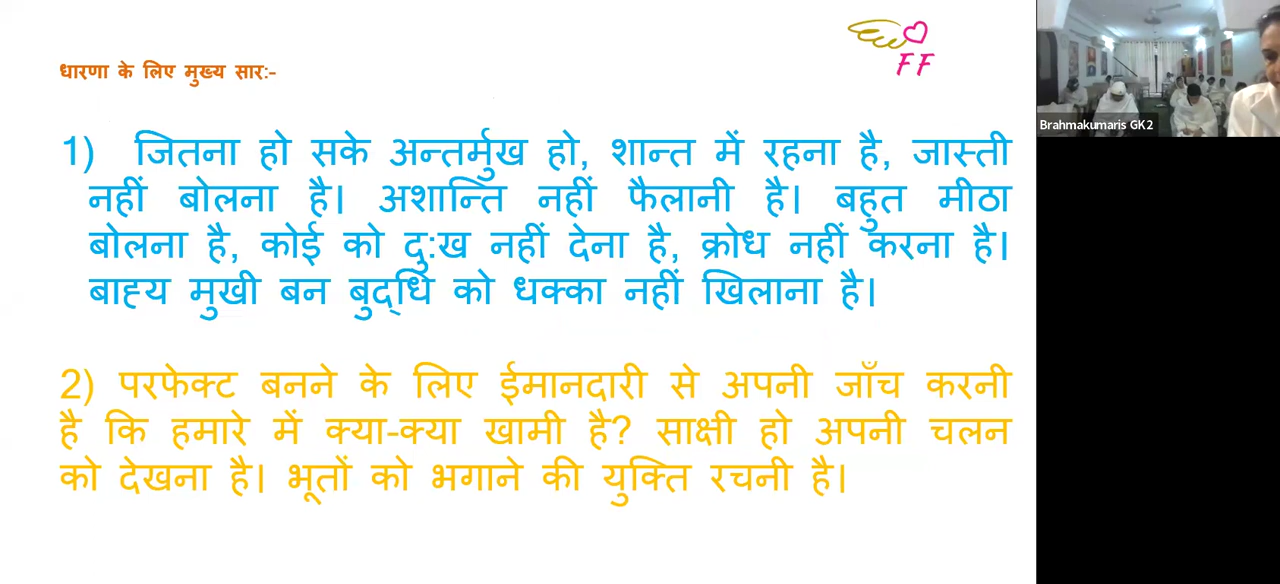 FF
धारणा के लिए मुख्य सार:-
1) जितना हो सके अन्तर्मुख हो, शान्त में रहना है, जास्ती
नहीं बोलना है। अशान्ति नहीं फैलानी है। बहुत मीठा
बोलना है, कोई को दु:ख नहीं देना है, क्रोध नहीं करना है।
बाह्य मुखी बन बुद्धि को धक्का नहीं खिलाना है।
2) परफेक्ट बनने के लिए ईमानदारी से अपनी जाँच करनी
है कि हमारे में क्या-क्या खामी है? साक्षी हो अपनी चलन
को देखना है। भूतों को भगाने की युक्ति रचनी है।
Brahmakumaris GK2